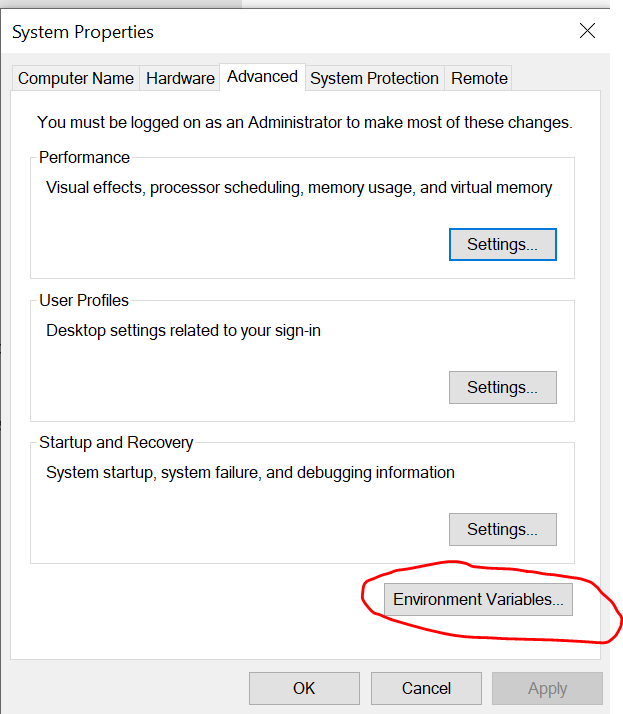 System Properties
Computer Name Hardware Advanced System Protection Remote
You must be logged on as an Administrator to make most of these changes.
Performance
Visual effects, processor scheduling, memory usage, and virtual memory
Settings...
User Profiles
Desktop settings related to your sign-in
Settings...
Startup and Recovery
System startup, system failure, and debugging information
Settings...
Environment Variables...
OK Cancel Apply